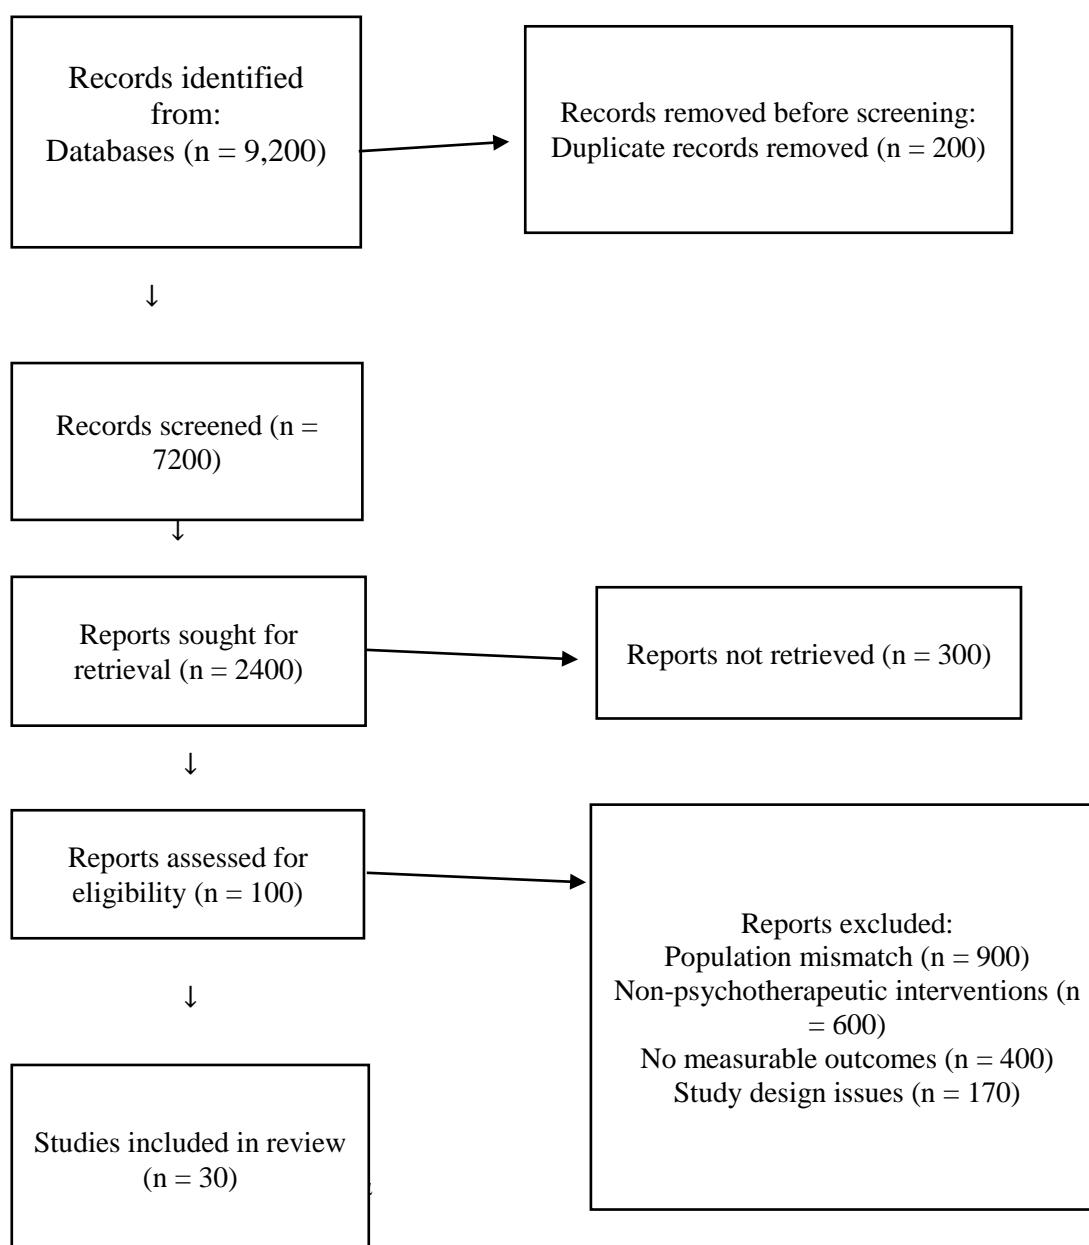 Records identified
from:
Databases (n = 9,200)
Records removed before screening:
Duplicate records removed (n = 200)
↓
Records screened (n =
7200)
↓
Reports sought for
retrieval (n = 2400)
Reports not retrieved (n = 300)
↓
Reports assessed for
eligibility (n = 100)
Reports excluded:
Population mismatch (n = 900)
Non-psychotherapeutic interventions (n
= 600)
No measurable outcomes (n = 400)
Study design issues (n = 170)
↓
Studies included in review
(n = 30)